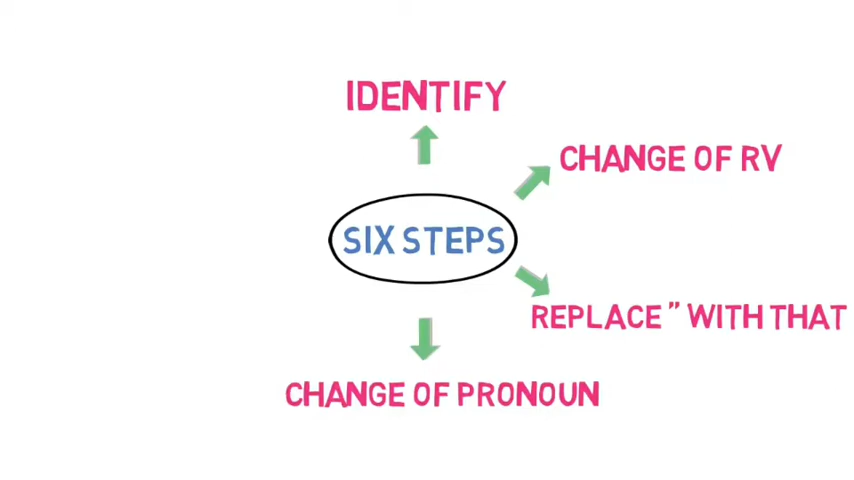 IDENTIFY
CHANGE OF RV
SIX STEPS
REPLACE " WITH THAT
CHANGE OF PRONOUN